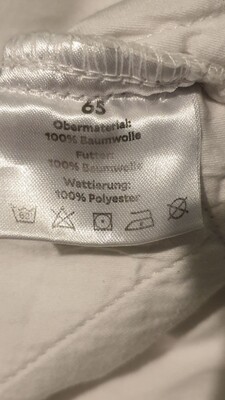 65
Obermaterial:
100% Baumwolle
Futter:
100% Baumwolle
Wattierung:
100% Polyester